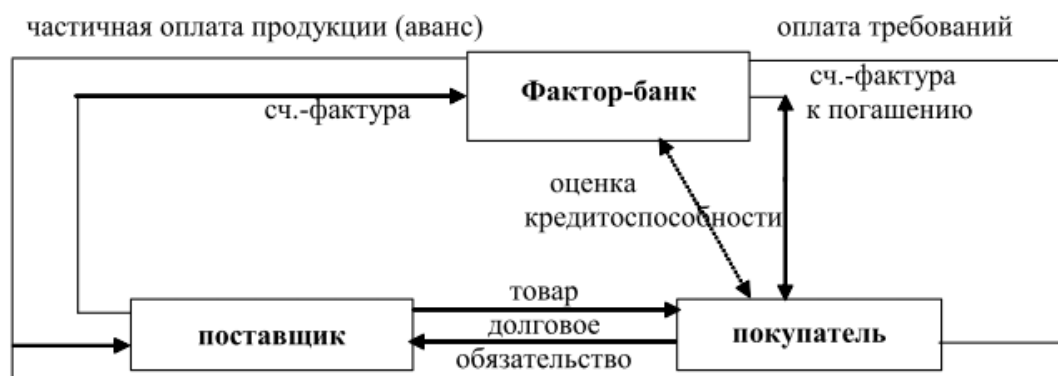 частичная оплата продукции (аванс)
оплата требований
Фактор-банк
сч.-фактура
сч.-фактура
к погашению
оценка
кредитоспособности
товар
поставщик
долговое
обязательство
покупатель